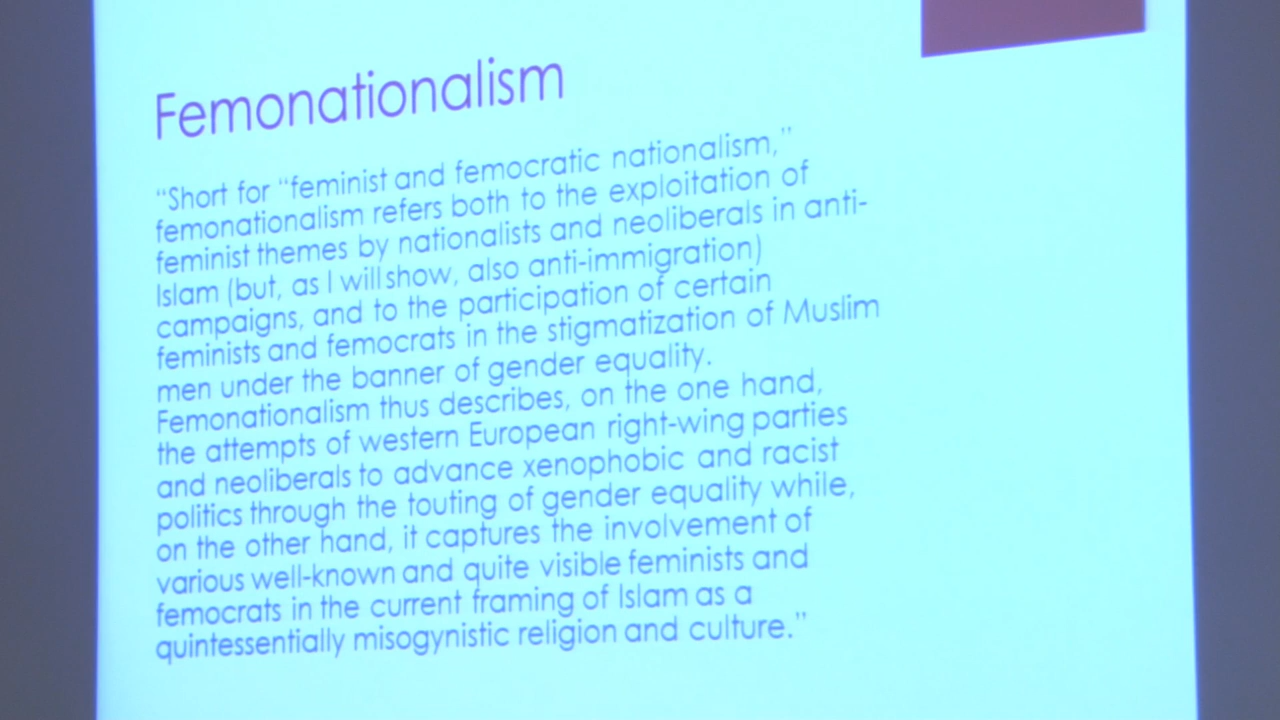 Femonationalism
“Short for “feminist and femocratic nationalism,”
femonationalism refers both to the exploitation of
feminist themes by nationalists and neoliberals in anti-
Islam (but, as I will show, also anti-immigration)
campaigns, and to the participation of certain
feminists and femocrats in the stigmatization of Muslim
men under the banner of gender equality.
Femonationalism thus describes, on the one hand,
the attempts of western European right-wing parties
and neoliberals to advance xenophobic and racist
politics through the touting of gender equality while,
on the other hand, it captures the involvement of
various well-known and quite visible feminists and
femocrats in the current framing of Islam as a
quintessentially misogynistic religion and culture.”